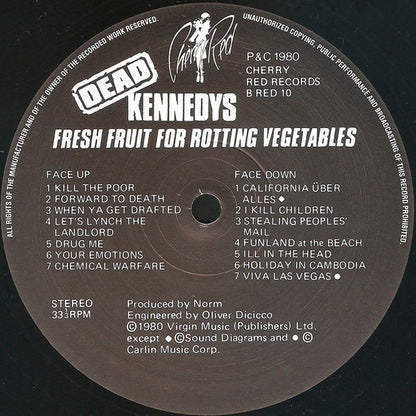 ALL RIGHTS OF THE MANUFACTURER AND OF THE OWNER OF THE RECORDED WORK RESERVED.
UNAUTHORIZED COPYING, PUBLIC PERFORMANCE AND BROADCASTING OF THIS RECORD PROHIBITED.
Cherry Red
P&C 1980
CHERRY
RED RECORDS
B RED 10
DEAD
KENNEDYS
FRESH FRUIT FOR ROTTING VEGETABLES
FACE UP
1 KILL THE POOR
2 FORWARD TO DEATH
3 WHEN YA GET DRAFTED
4 LET'S LYNCH THE
LANDLORD
5 DRUG ME
6 YOUR EMOTIONS
7 CHEMICAL WARFARE
FACE DOWN
1 CALIFORNIA ÜBER
ALLES ◆
2 I KILL CHILDREN
3 STEALING PEOPLES'
MAIL
4 FUNLAND at the BEACH
5 ILL IN THE HEAD
6 HOLIDAY IN CAMBODIA
7 VIVA LAS VEGAS ●
STEREO
33⅓RPM
Produced by Norm
Engineered by Oliver Dicicco
©1980 Virgin Music (Publishers) Ltd.
except ◆ ©Sound Diagrams and ● ©
Carlin Music Corp.